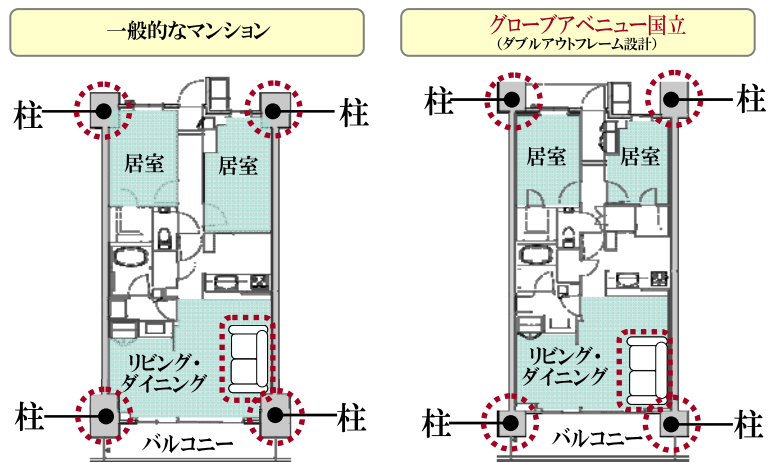 一般的なマンション
柱
柱
居室
居室
リビング・
ダイニング
柱
柱
バルコニー
グローブアベニュー国立
(ダブルアウトフレーム設計)
柱
柱
居室
居室
リビング・
ダイニング
柱
柱
バルコニー